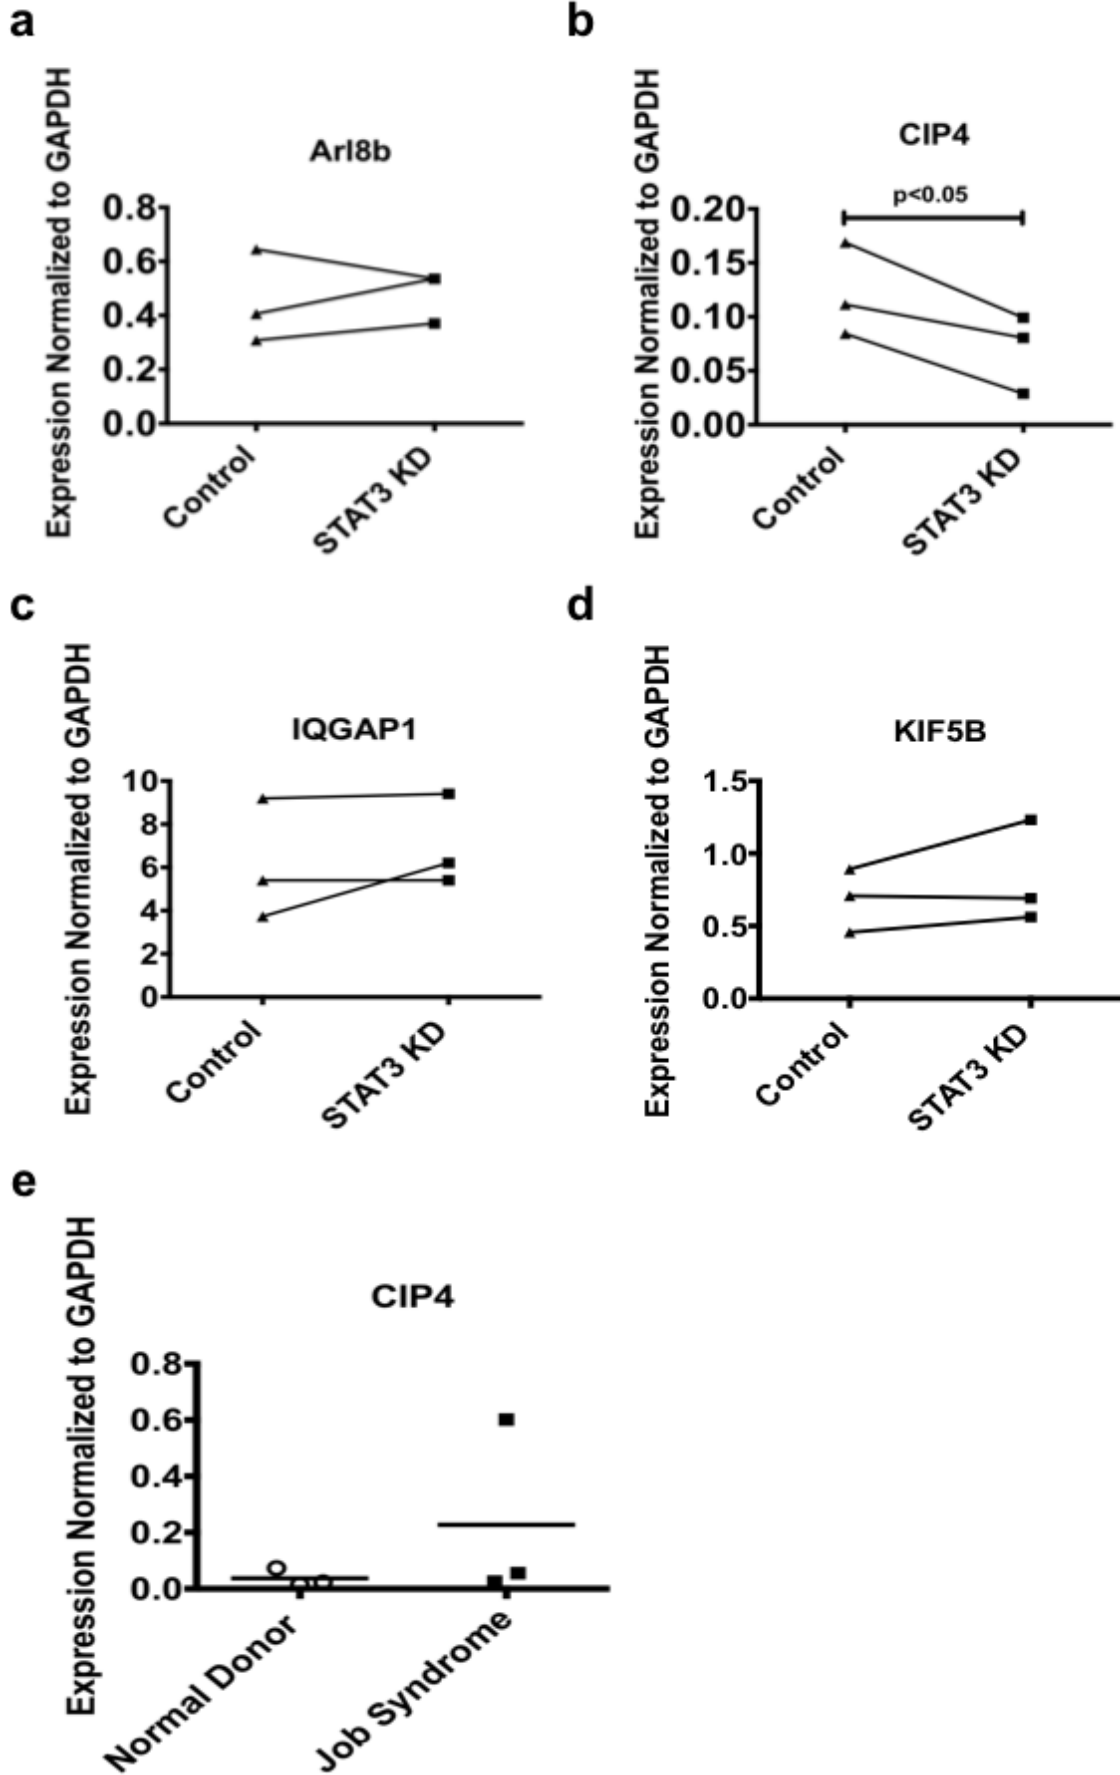 a
Expression Normalized to GAPDH
Arl8b
0.8
0.6
0.4
0.2
0.0
Control
STAT3 KD
b
Expression Normalized to GAPDH
CIP4
p<0.05
0.20
0.15
0.10
0.05
0.00
Control
STAT3 KD
c
Expression Normalized to GAPDH
IQGAP1
10
8
6
4
2
0
Control
STAT3 KD
d
Expression Normalized to GAPDH
KIF5B
1.5
1.0
0.5
0.0
Control
STAT3 KD
e
Expression Normalized to GAPDH
CIP4
0.8
0.6
0.4
0.2
0.0
Normal Donor
Job Syndrome